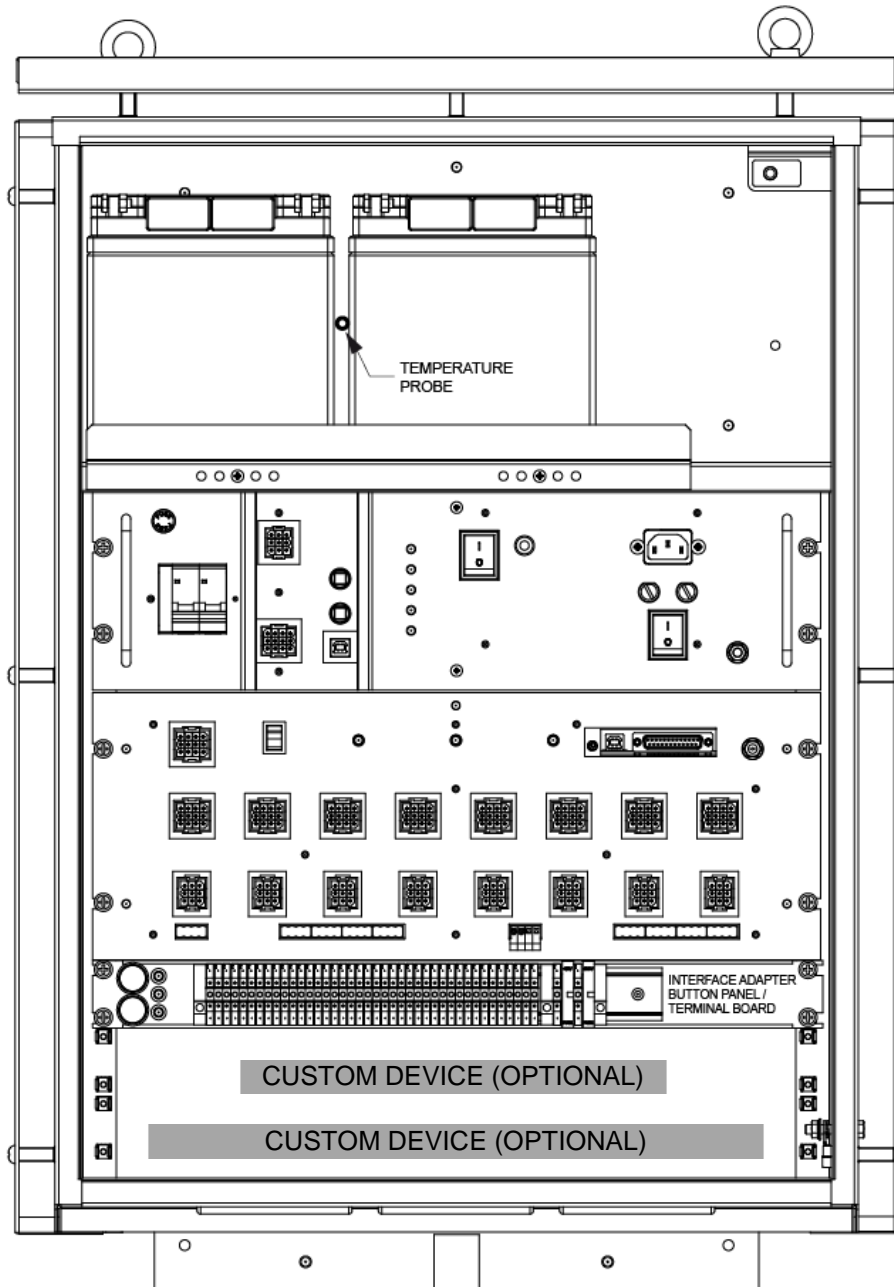 TEMPERATURE
PROBE
INTERFACE ADAPTER
BUTTON PANEL /
TERMINAL BOARD
CUSTOM DEVICE (OPTIONAL)
CUSTOM DEVICE (OPTIONAL)